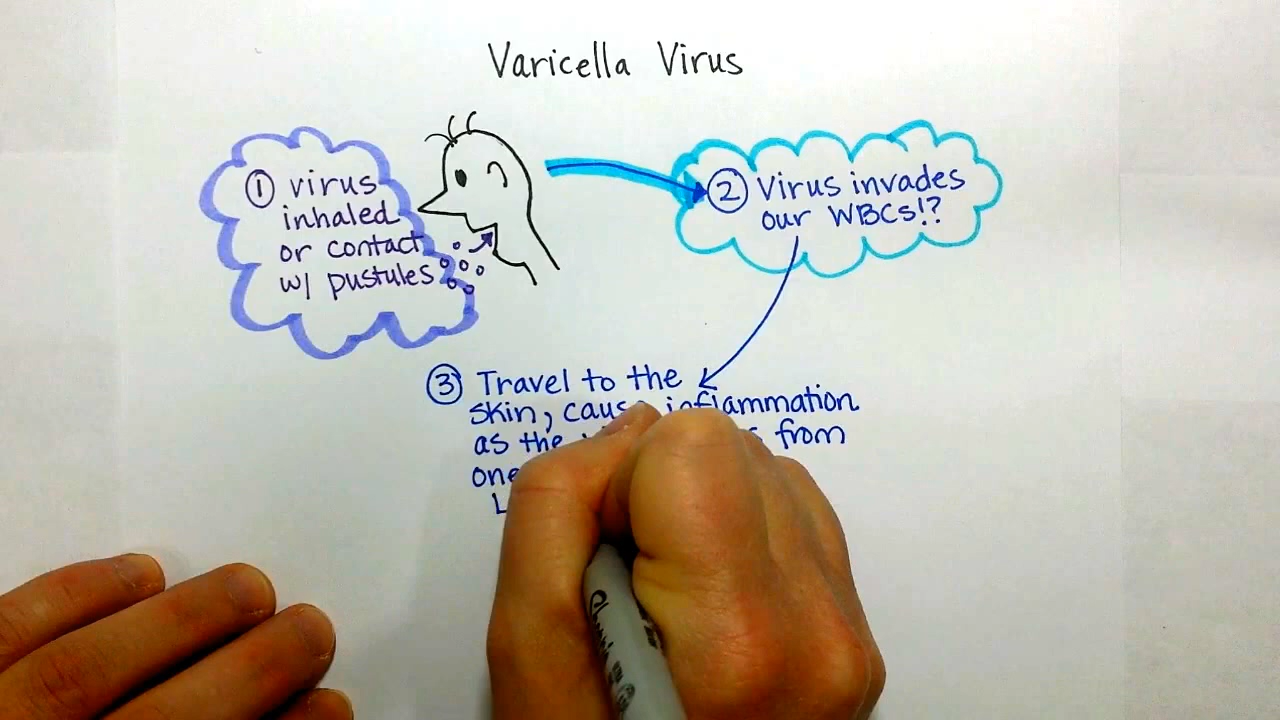 Varicella Virus
① virus
inhaled
or contact
w/ pustules
② Virus invades
our WBCs!?
③ Travel to the
skin, cause inflammation
as the from
one
Sharpie